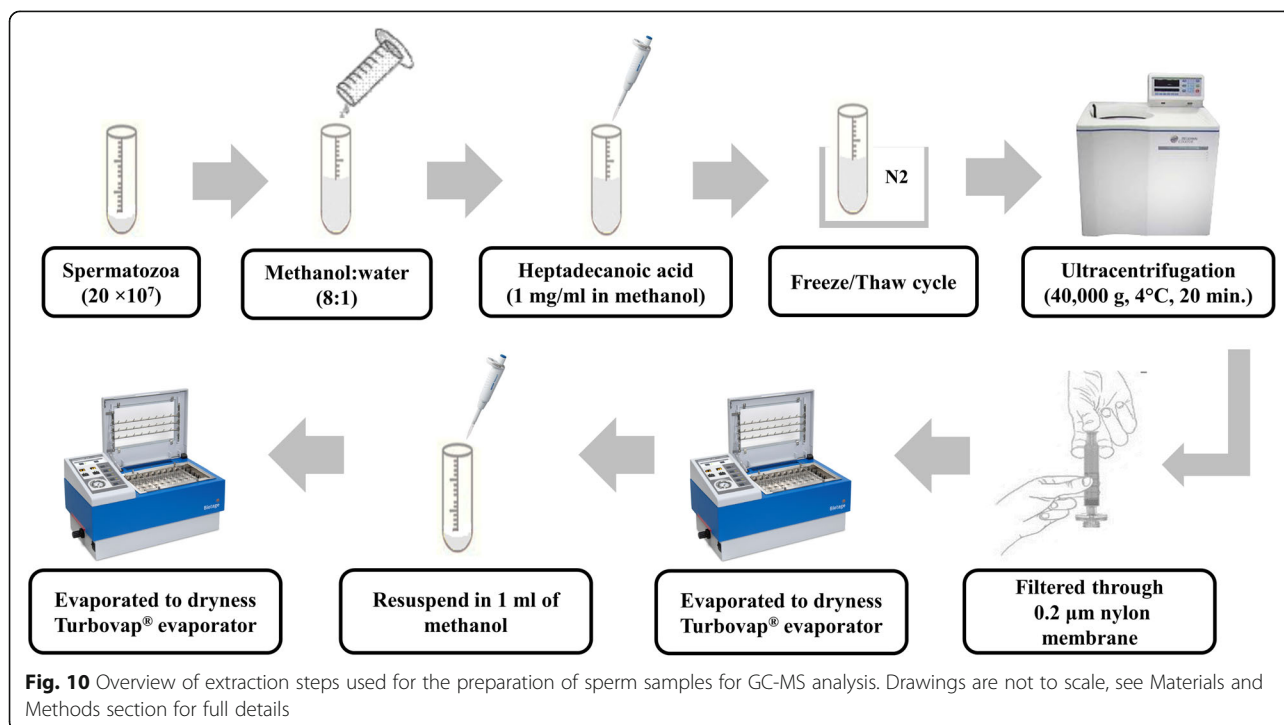 N2
Spermatozoa
(20 ×10⁷)
Methanol:water
(8:1)
Heptadecanoic acid
(1 mg/ml in methanol)
Freeze/Thaw cycle
Ultracentrifugation
(40,000 g, 4°C, 20 min.)
Biotage
Biotage
Evaporated to dryness
Turbovap® evaporator
Resuspend in 1 ml of
methanol
Evaporated to dryness
Turbovap® evaporator
Filtered through
0.2 µm nylon
membrane
Fig. 10 Overview of extraction steps used for the preparation of sperm samples for GC-MS analysis. Drawings are not to scale, see Materials and
Methods section for full details